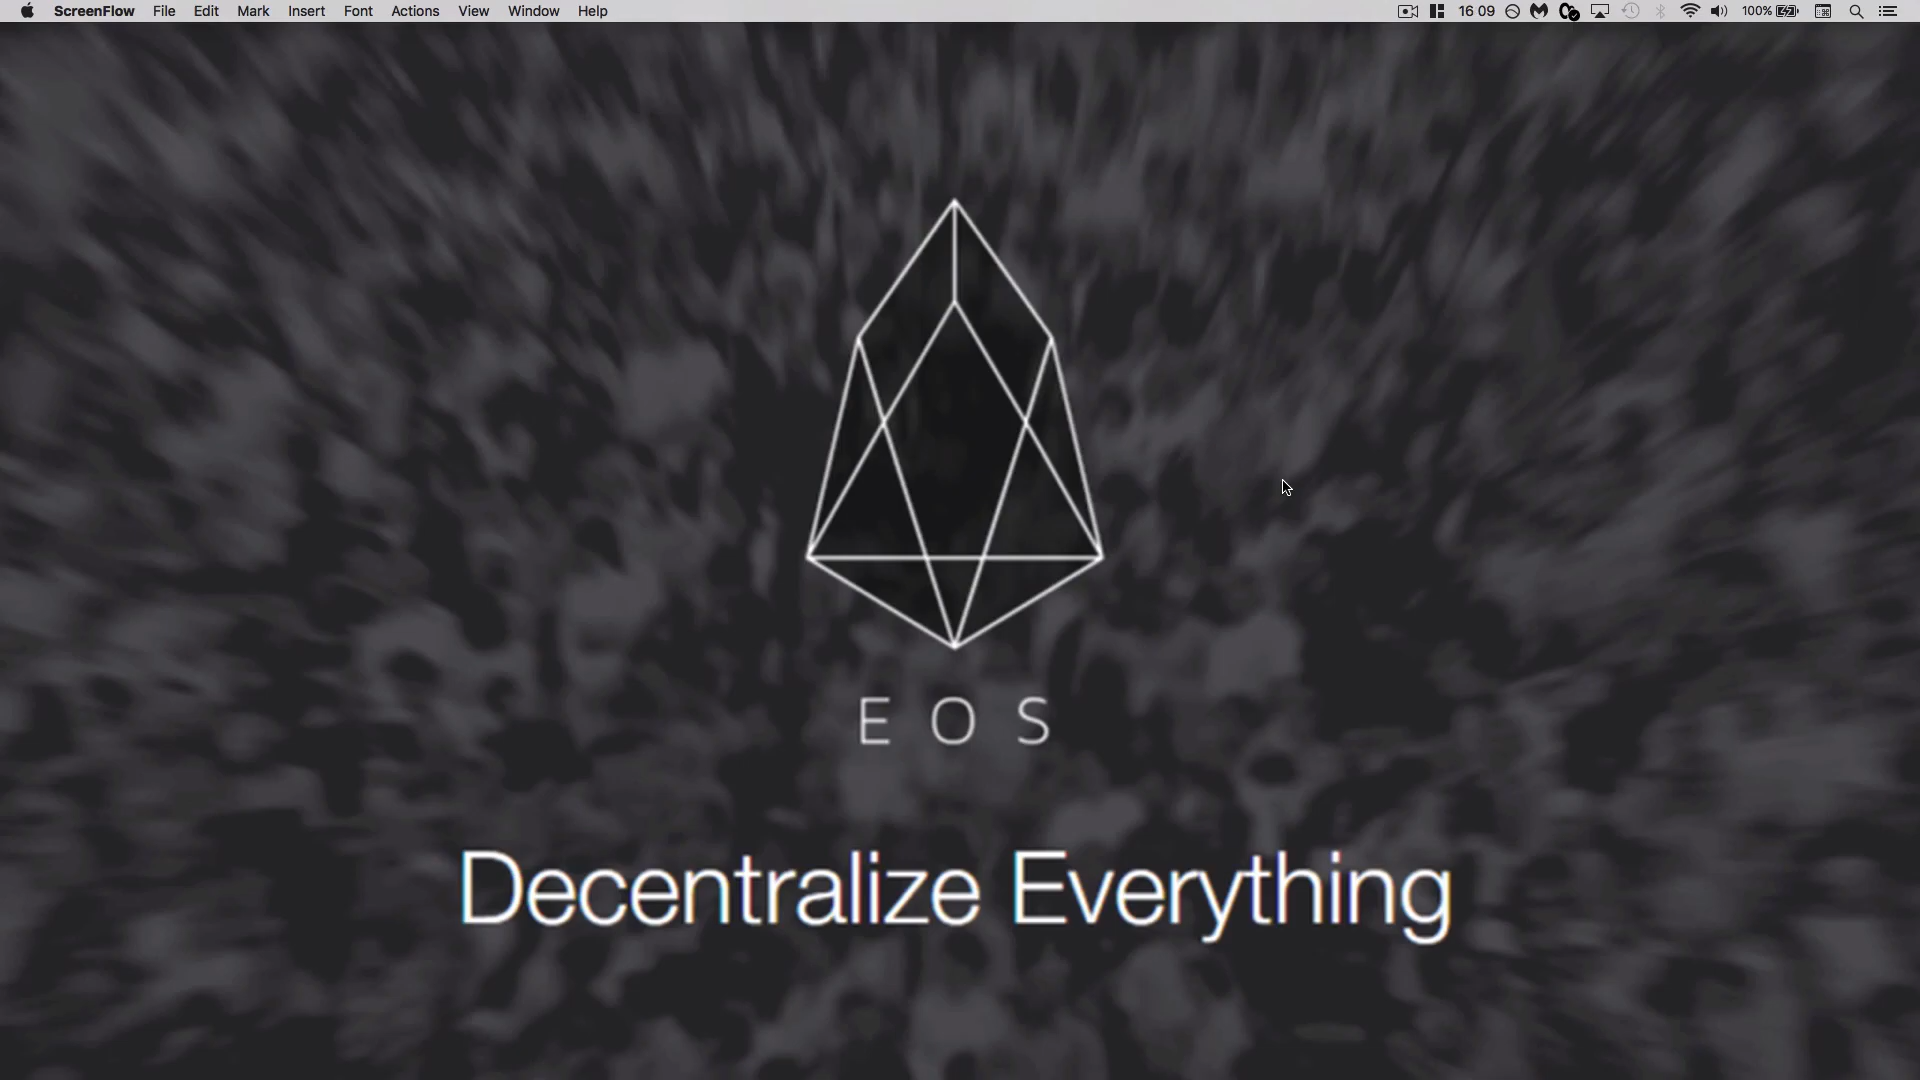 ScreenFlow File Edit Mark Insert Font Actions View Window Help 16 09 100%
E O S
Decentralize Everything